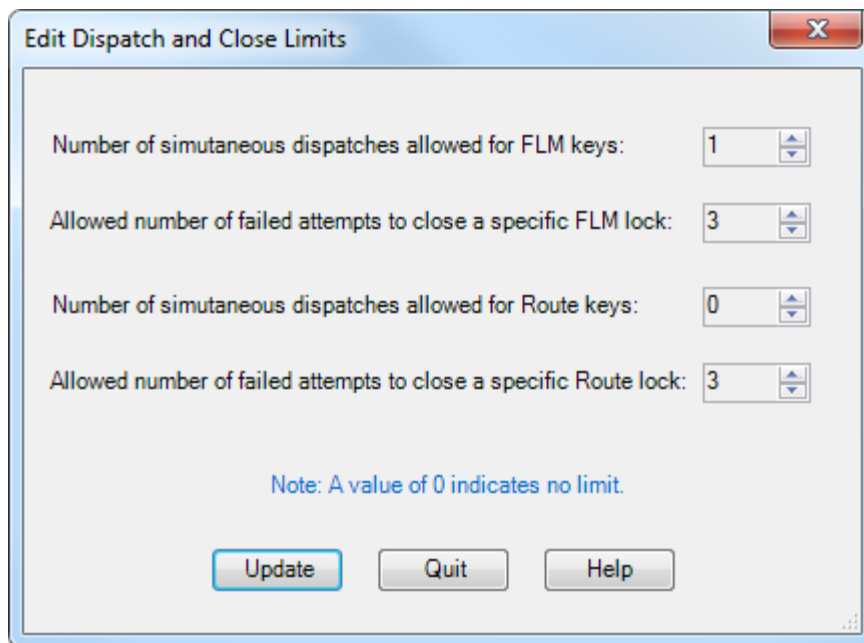 Edit Dispatch and Close Limits
Number of simutaneous dispatches allowed for FLM keys: 1
Allowed number of failed attempts to close a specific FLM lock: 3
Number of simutaneous dispatches allowed for Route keys: 0
Allowed number of failed attempts to close a specific Route lock: 3
Note: A value of 0 indicates no limit.
Update Quit Help